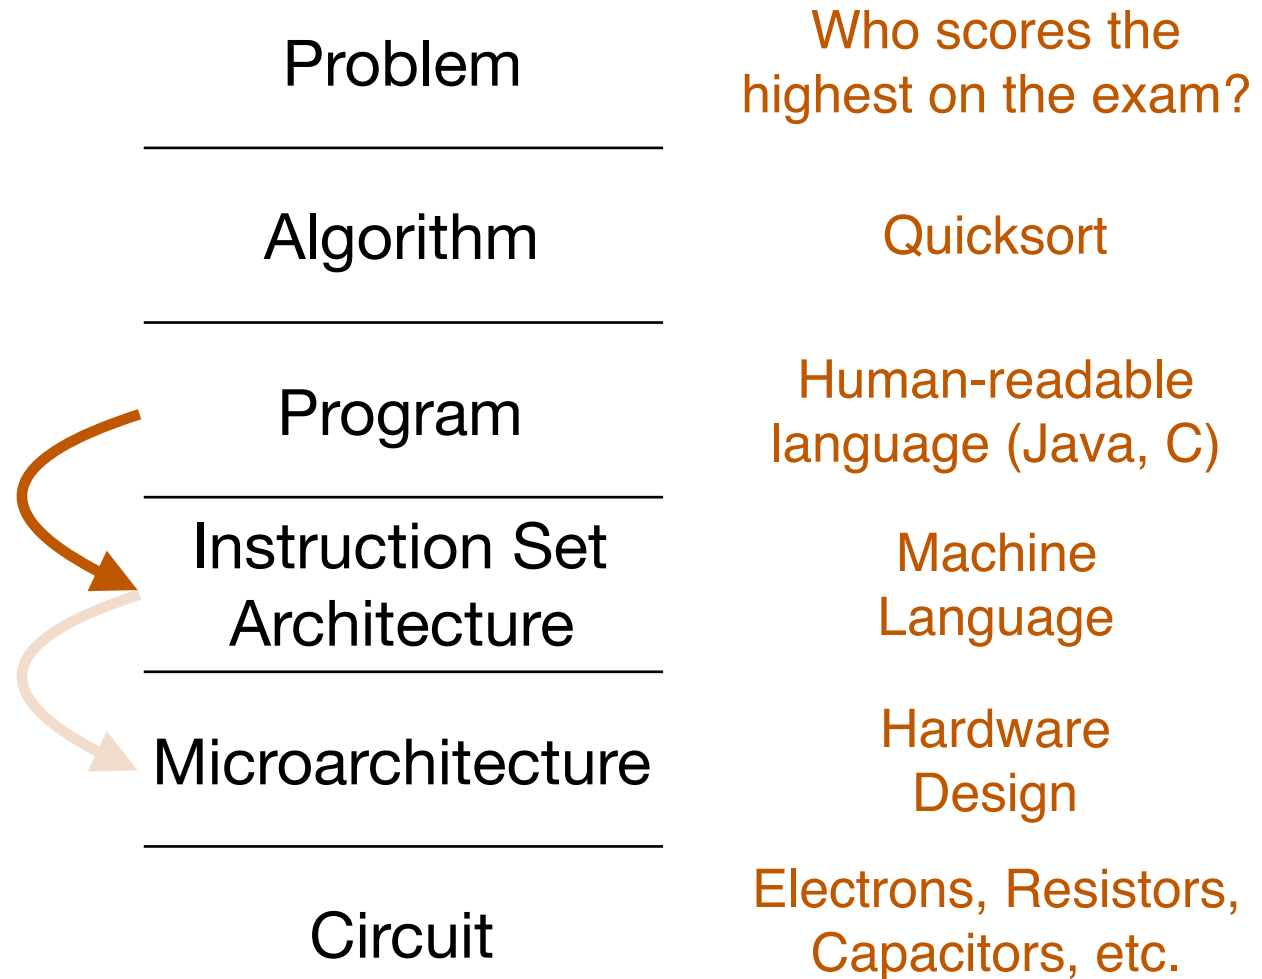 Problem
Who scores the
highest on the exam?
Algorithm
Quicksort
Program
Human-readable
language (Java, C)
Instruction Set
Architecture
Machine
Language
Microarchitecture
Hardware
Design
Circuit
Electrons, Resistors,
Capacitors, etc.